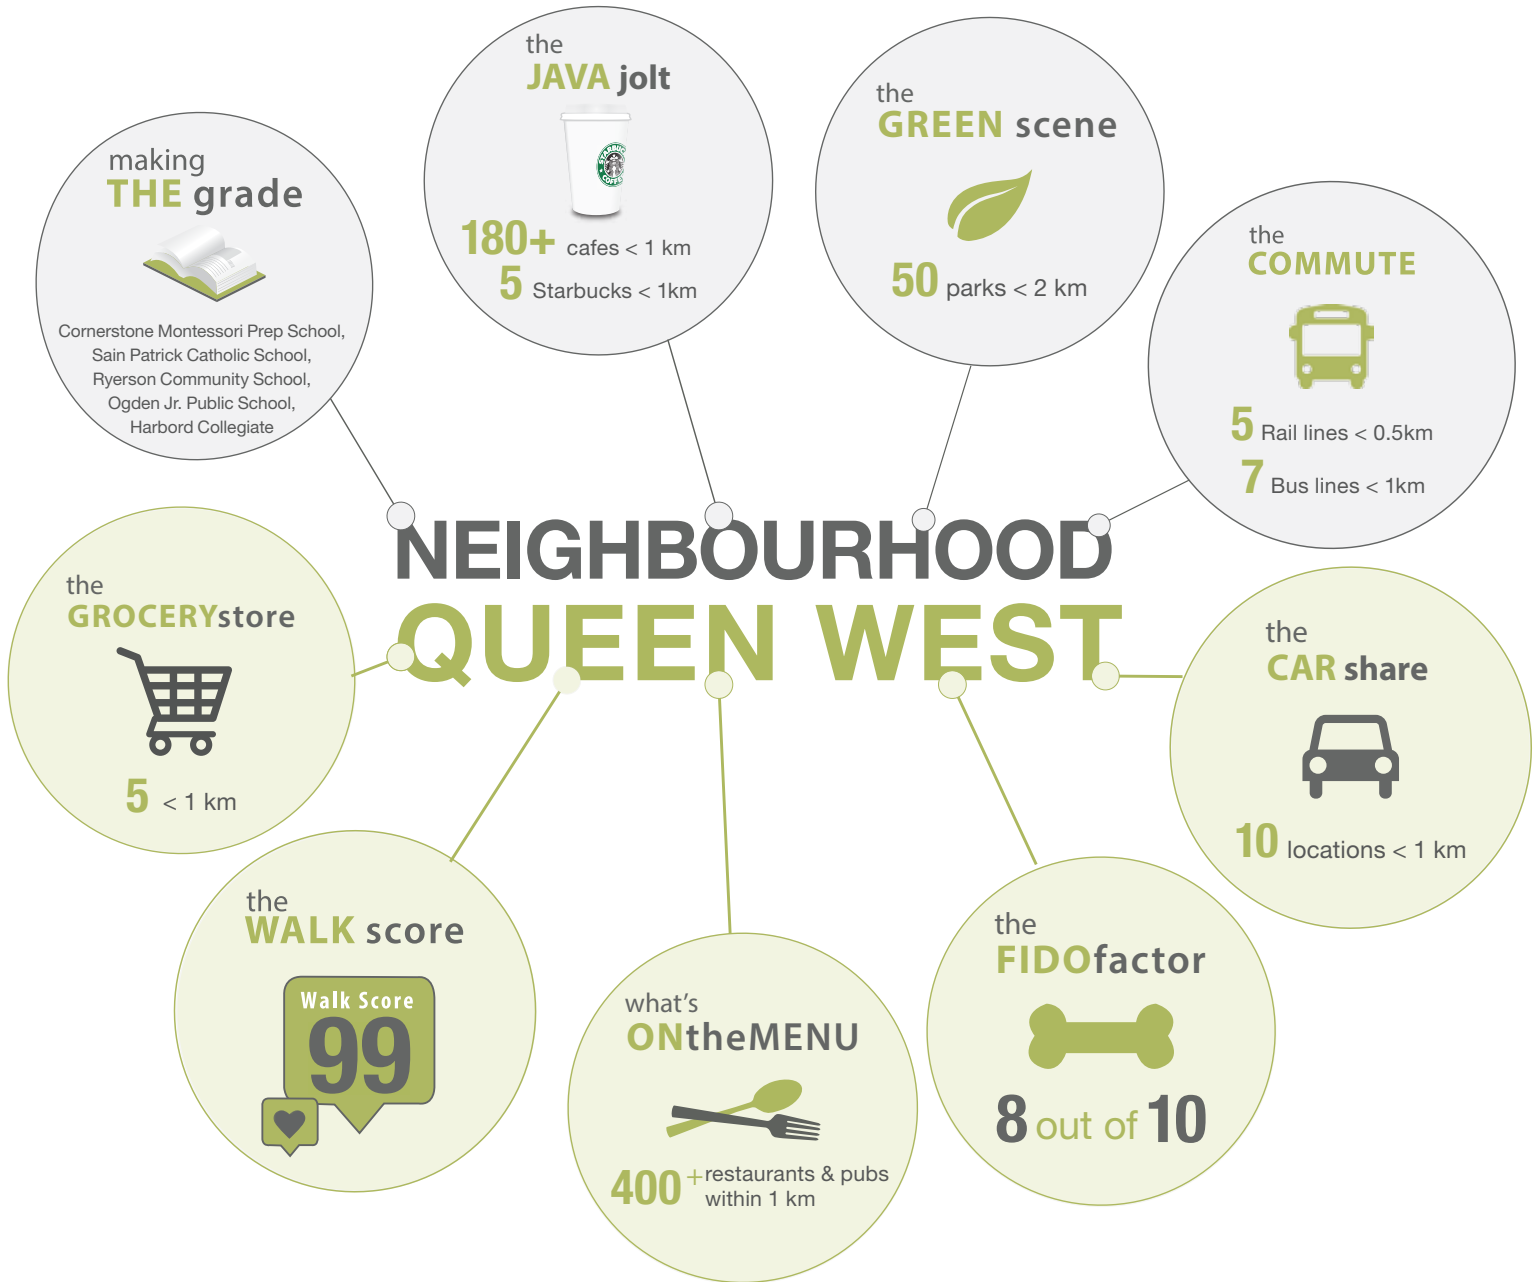 making
THE grade
Cornerstone Montessori Prep School,
Sain Patrick Catholic School,
Ryerson Community School,
Ogden Jr. Public School,
Harbord Collegiate
the
JAVA jolt
180+ cafes < 1 km
5 Starbucks < 1km
the
GREEN scene
50 parks < 2 km
the
COMMUTE
5 Rail lines < 0.5km
7 Bus lines < 1km
NEIGHBOURHOOD
QUEEN WEST
the
GROCERYstore
5 < 1 km
the
CAR share
10 locations < 1 km
the
WALK score
Walk Score
99
what's
ONtheMENU
400+ restaurants & pubs
within 1 km
the
FIDOfactor
8 out of 10